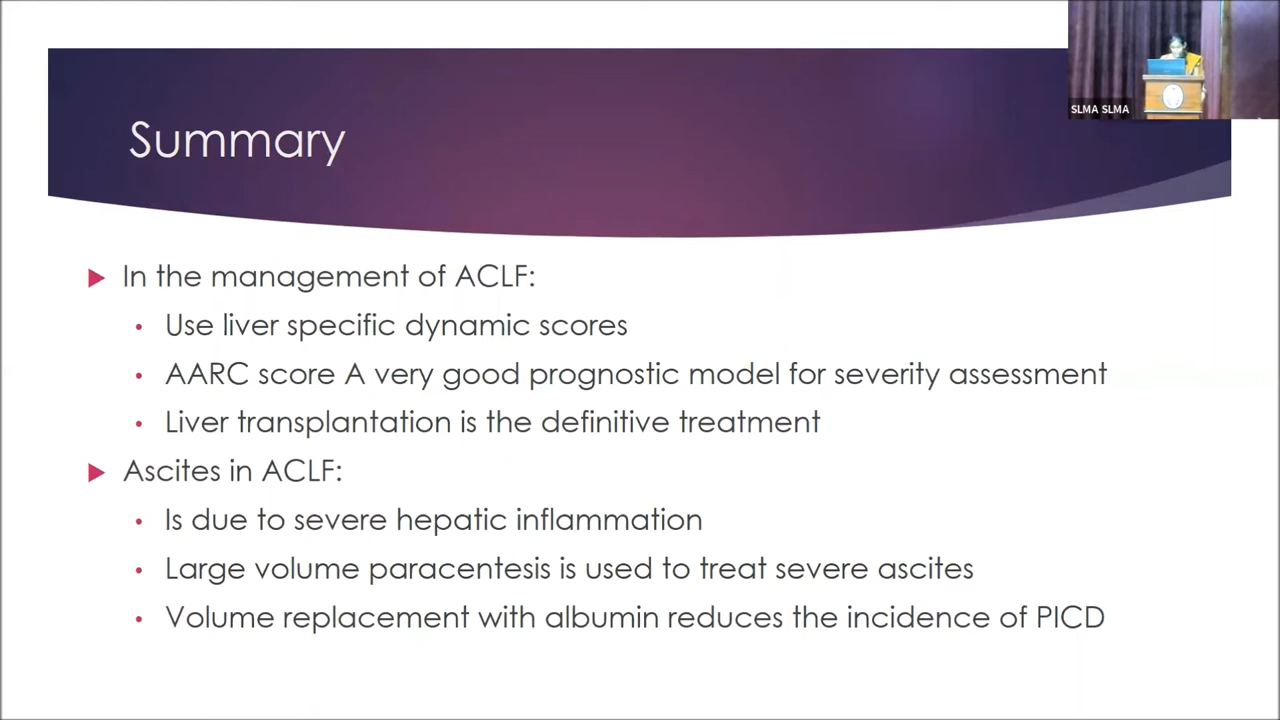 SLMA SLMA
Summary
In the management of ACLF:
Use liver specific dynamic scores
AARC score A very good prognostic model for severity assessment
Liver transplantation is the definitive treatment
Ascites in ACLF:
Is due to severe hepatic inflammation
Large volume paracentesis is used to treat severe ascites
Volume replacement with albumin reduces the incidence of PICD